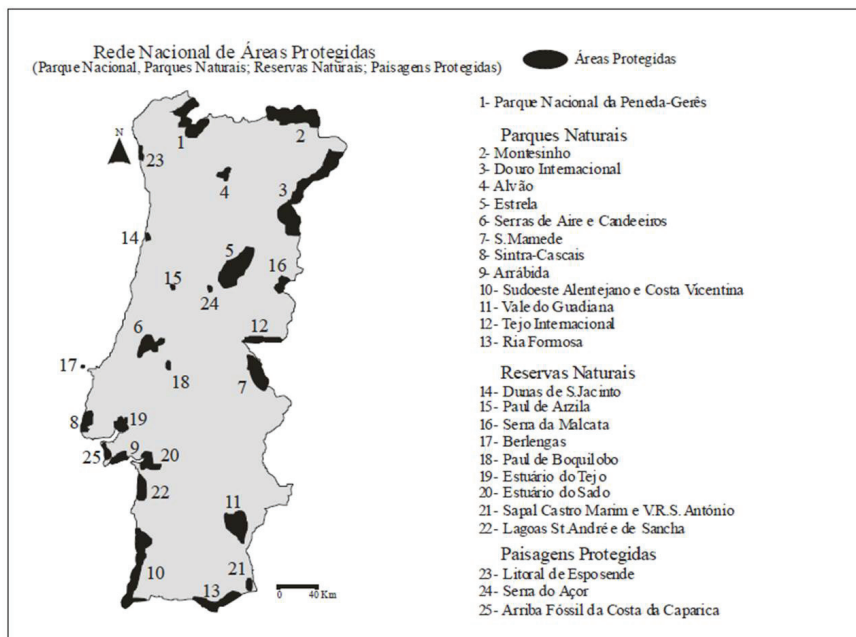 Rede Nacional de Áreas Protegidas
(Parque Nacional, Parques Naturais; Reservas Naturais; Paisagens Protegidas)
Áreas Protegidas
1- Parque Nacional da Peneda-Gerês
Parques Naturais
2- Montesinho
3- Douro Internacional
4- Alvão
5- Estrela
6- Serras de Aire e Candeeiros
7- S.Mamede
8- Sintra-Cascais
9- Arrábida
10- Sudoeste Alentejano e Costa Vicentina
11- Vale do Guadiana
12- Tejo Internacional
13- Ria Formosa
Reservas Naturais
14- Dunas de S.Jacinto
15- Paul de Arzila
16- Serra da Malcata
17- Berlengas
18- Paul de Boquilobo
19- Estuário do Tejo
20- Estuário do Sado
21- Sapal Castro Marim e V.R.S. António
22- Lagoas St.André e de Sancha
Paisagens Protegidas
23- Litoral de Esposende
24- Serra do Açor
25- Arriba Fóssil da Costa da Caparica
N
1
2
23
4
3
14
5
16
15
24
6
12
17
18
7
8
19
9
25
20
22
11
10
21
13
0 40 Km